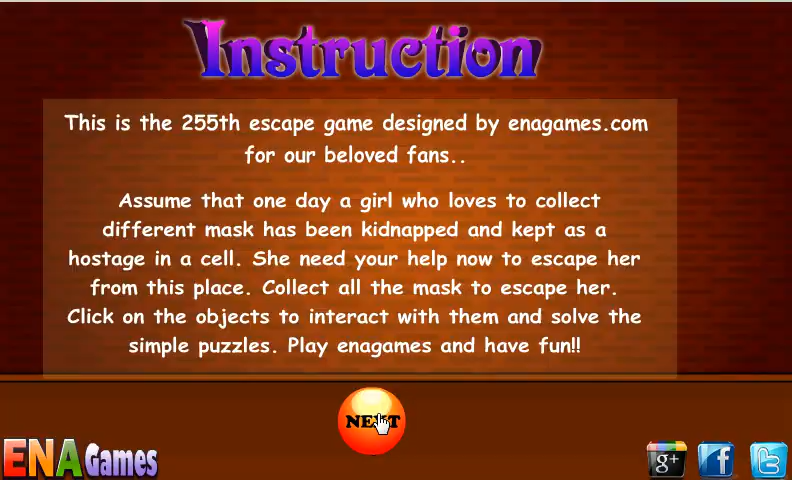 Instruction
This is the 255th escape game designed by enagames.com
for our beloved fans..
Assume that one day a girl who loves to collect
different mask has been kidnapped and kept as a
hostage in a cell. She need your help now to escape her
from this place. Collect all the mask to escape her.
Click on the objects to interact with them and solve the
simple puzzles. Play enagames and have fun!!
NEXT
ENA Games
g+ f t